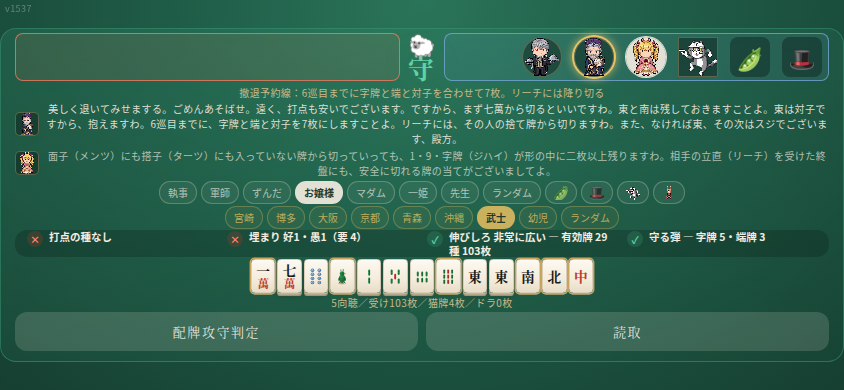 v1537
守
撤退予約線：6巡目までに字牌と端と対子を合わせて7枚。リーチには降り切る
美しく退いてみせまする。ごめんあそばせ。遠く、打点も安いでございます。ですから、まず七萬から切るといいですわ。東と南は残しておきますことよ。東は対子で
すから、抱えますわ。6巡目までに、字牌と端と対子を7枚にしますことよ。リーチには、その人の捨て牌から切りますわ。また、なければ東、その次はスジでございま
す、殿方。
面子（メンツ）にも搭子（ターツ）にも入っていない牌から切っていっても、1・9・字牌（ジハイ）が形の中に二枚以上残りますわ。相手の立直（リーチ）を受けた終
盤にも、安全に切れる牌の当てがございましてよ。
執事 軍師 ずんだ お嬢様 マダム 一姫 先生 ランダム
宮崎 博多 大阪 京都 青森 沖縄 武士 幼児 ランダム
打点の種なし 埋まり 好1・愚1（要 4） 伸びしろ 非常に広い — 有効牌 29 守る弾 — 字牌 5・端牌 3
種 103枚
一萬 七萬 東 東 南 北 中
5向聴／受け103枚／猫牌4枚／ドラ0枚
配牌攻守判定 読取